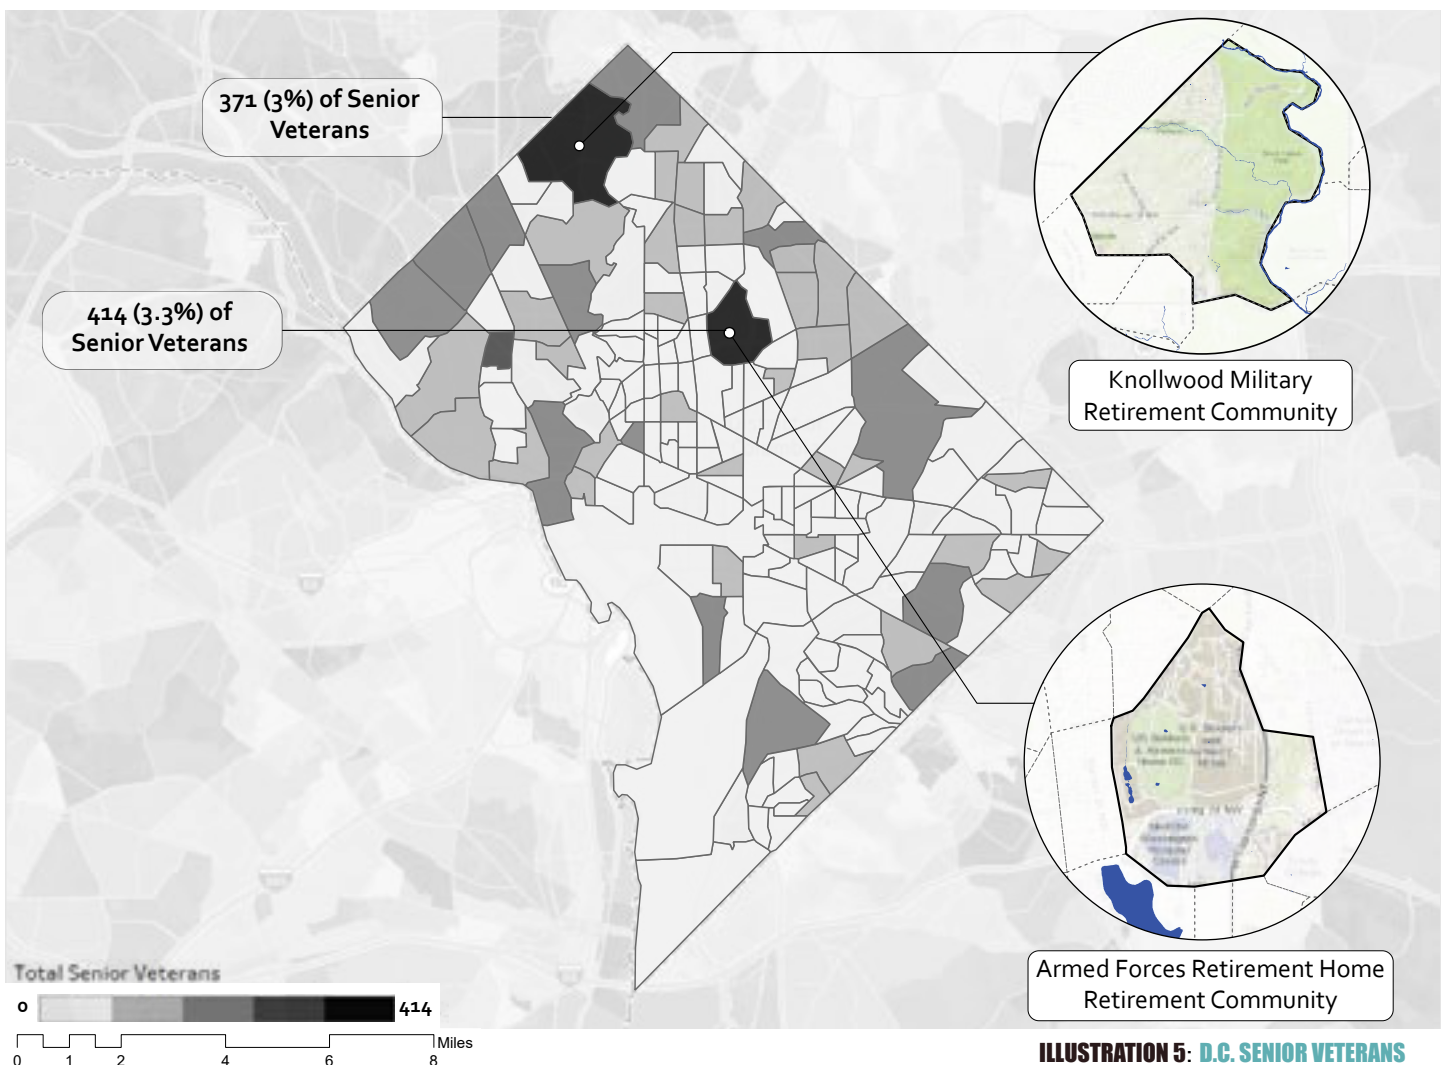 371 (3%) of Senior
Veterans
414 (3.3%) of
Senior Veterans
Knollwood Military
Retirement Community
Armed Forces Retirement Home
Retirement Community
Total Senior Veterans
0
414
0 1 2 4 6 8
Miles
ILLUSTRATION 5: D.C. SENIOR VETERANS